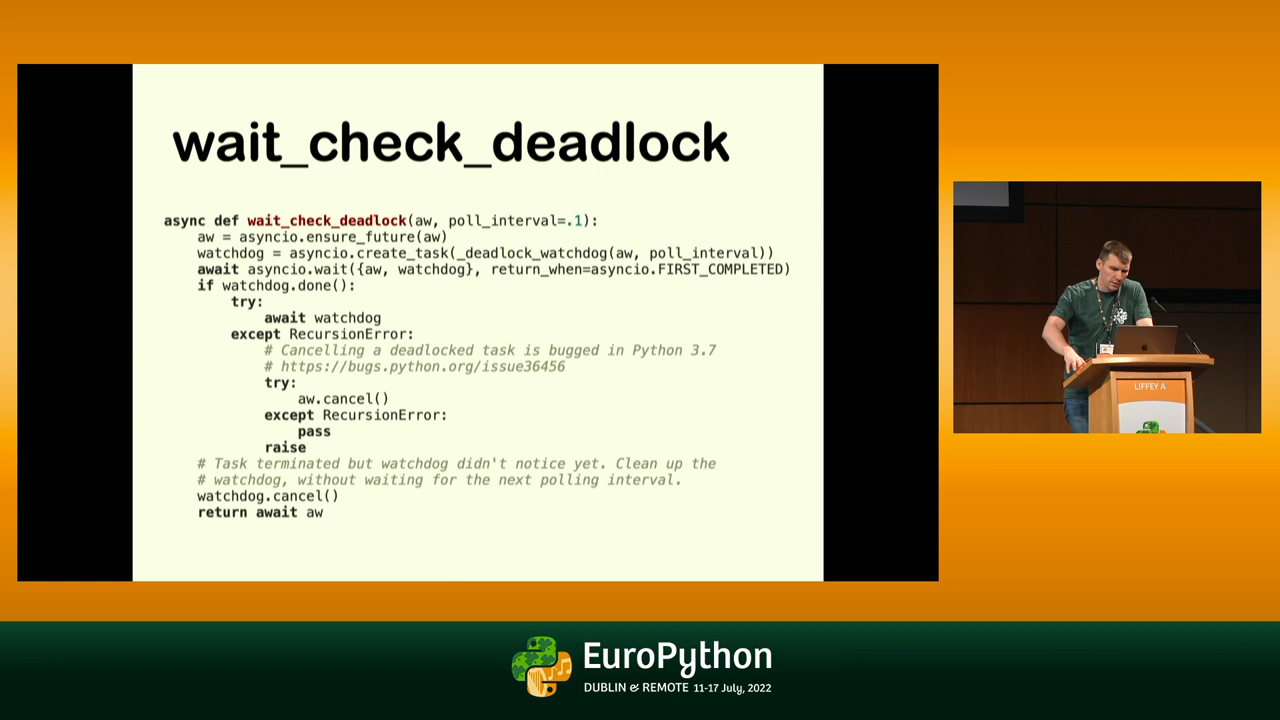 wait_check_deadlock
async def wait_check_deadlock(aw, poll_interval=.1):
    aw = asyncio.ensure_future(aw)
    watchdog = asyncio.create_task(_deadlock_watchdog(aw, poll_interval))
    await asyncio.wait({aw, watchdog}, return_when=asyncio.FIRST_COMPLETED)
    if watchdog.done():
        try:
            await watchdog
        except RecursionError:
            # Cancelling a deadlocked task is bugged in Python 3.7
            # https://bugs.python.org/issue36456
            try:
                aw.cancel()
            except RecursionError:
                pass
            raise
    # Task terminated but watchdog didn't notice yet. Clean up the
    # watchdog, without waiting for the next polling interval.
    watchdog.cancel()
    return await aw
LIFFEY A
EuroPython
DUBLIN & REMOTE 11-17 July, 2022